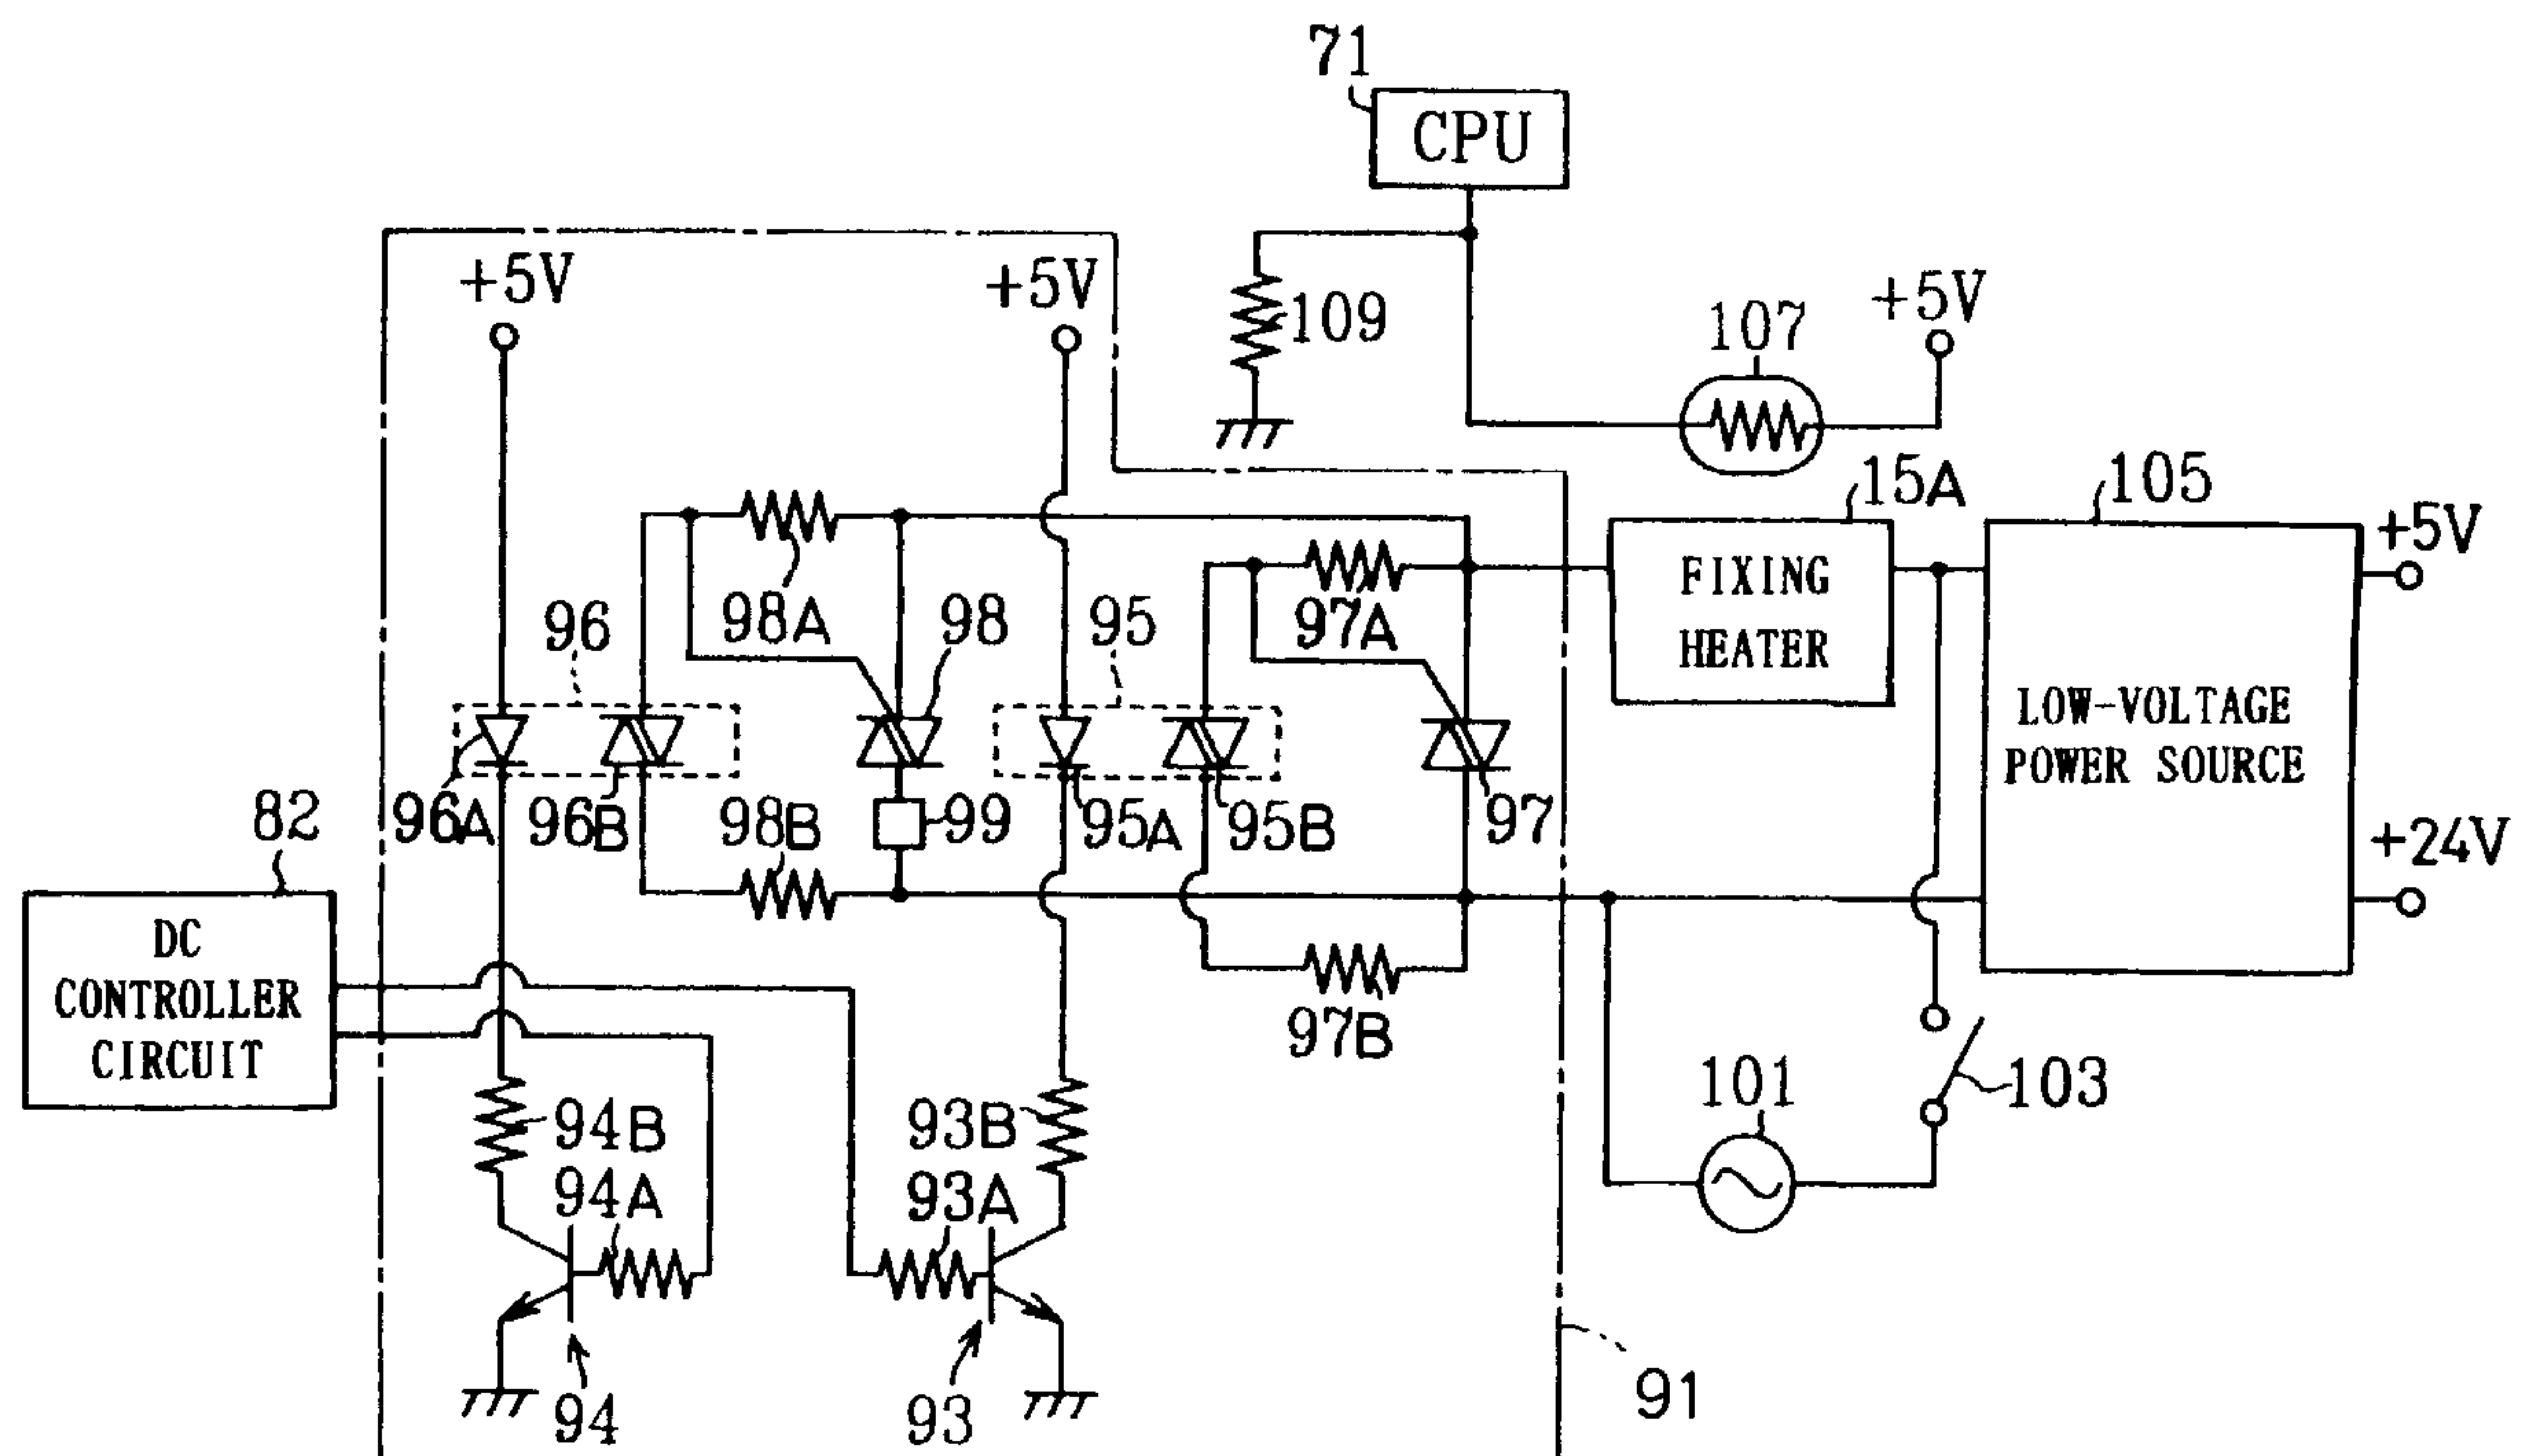 71
CPU
+5V
+5V
109
107
+5V
15A
105
+5V
FIXING
HEATER
98A
98
97A
96
95
LOW-VOLTAGE
POWER SOURCE
96A
96B
98B
99
95A
95B
97
+24V
82
DC
CONTROLLER
CIRCUIT
97B
101
103
94B
94A
93B
93A
94
93
91